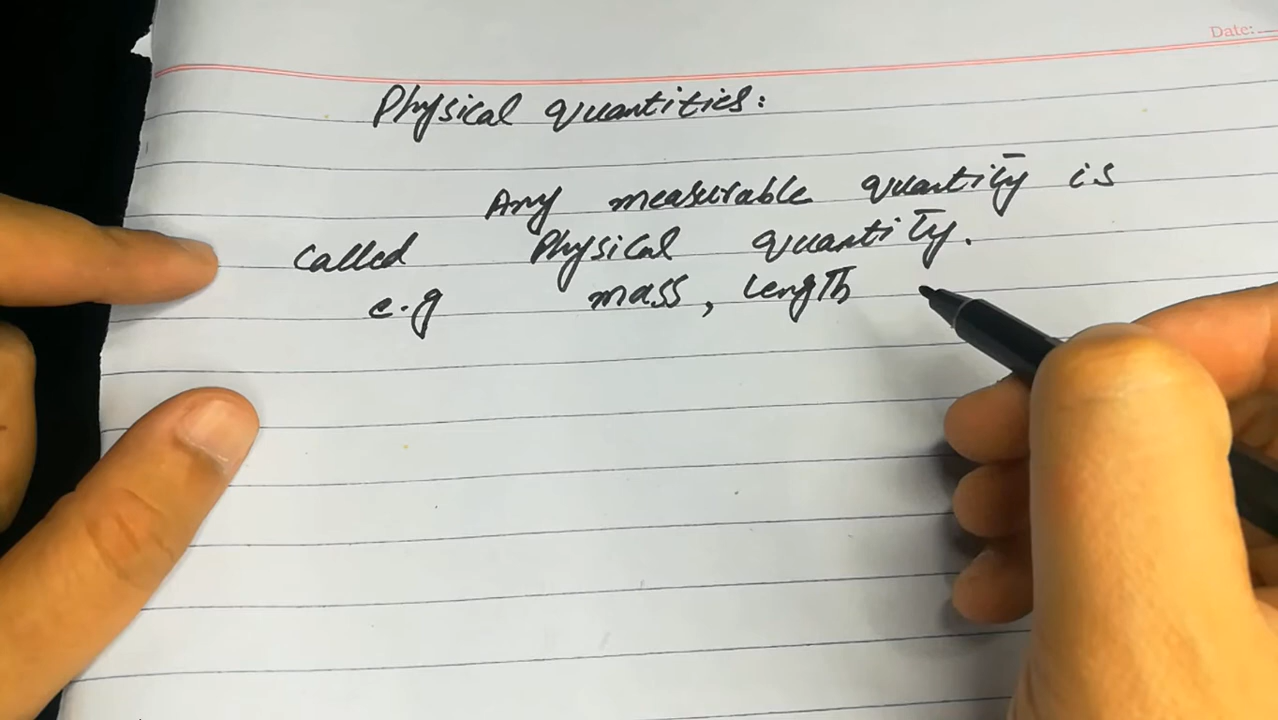 Date:
Physical quantities:
Any measurable quantity is
called Physical quantity.
e.g mass, length